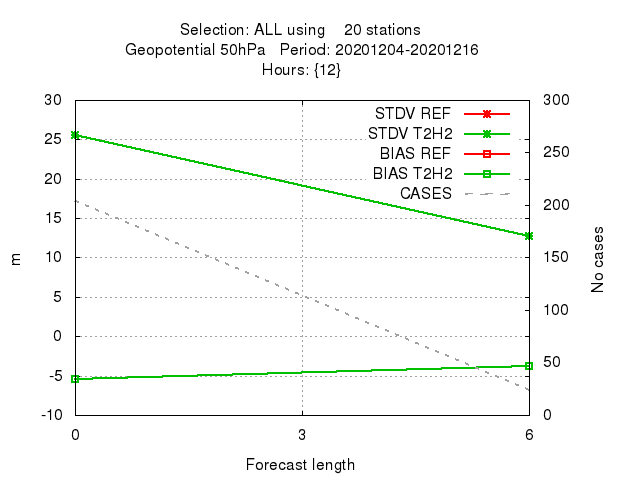 Selection: ALL using    20 stations
Geopotential 50hPa   Period: 20201204-20201216
Hours: {12}
30 300
STDV REF
STDV T2H2
BIAS REF
BIAS T2H2
CASES
25 250
20 200
15 150
10 100
5 50
0 0
-5
-10
m
No cases
0 3 6
Forecast length